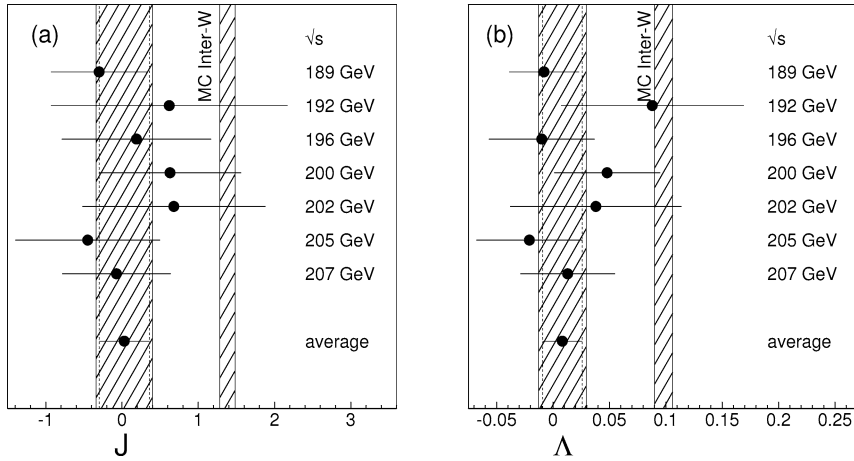 (a)
√s
MC Inter-W
189 GeV
192 GeV
196 GeV
200 GeV
202 GeV
205 GeV
207 GeV
average
-1 0 1 2 3
J
(b)
√s
MC Inter-W
189 GeV
192 GeV
196 GeV
200 GeV
202 GeV
205 GeV
207 GeV
average
-0.05 0 0.05 0.1 0.15 0.2 0.25
Λ